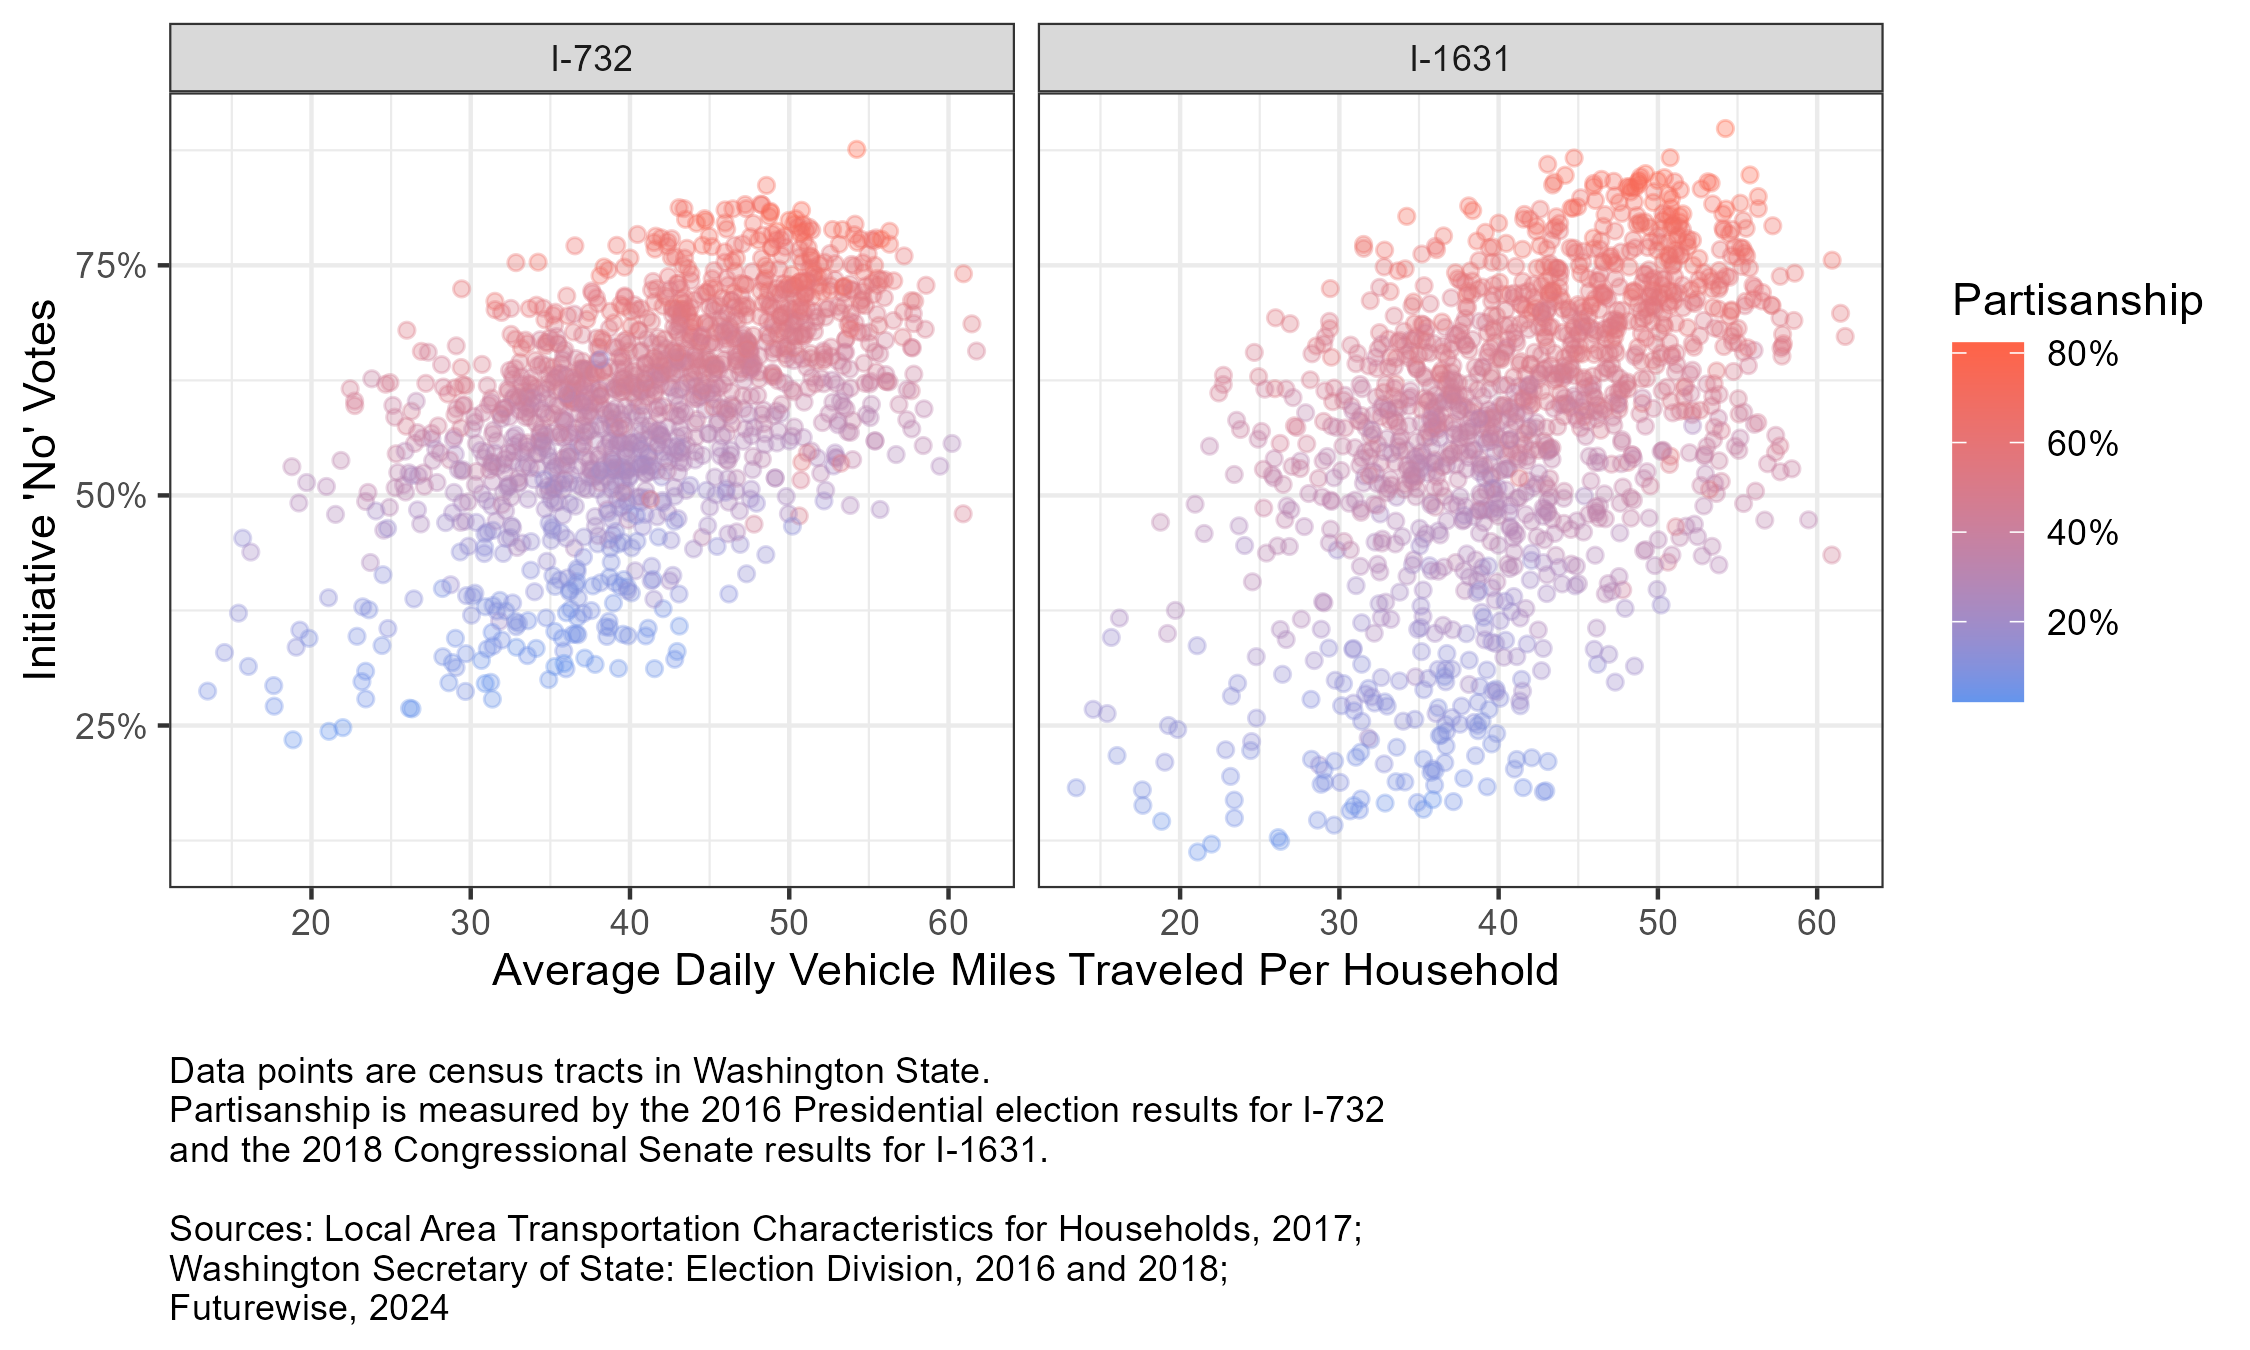 I-732
I-1631
Initiative 'No' Votes
75%
50%
25%
20 30 40 50 60
20 30 40 50 60
Average Daily Vehicle Miles Traveled Per Household
Partisanship
80%
60%
40%
20%
Data points are census tracts in Washington State.
Partisanship is measured by the 2016 Presidential election results for I-732
and the 2018 Congressional Senate results for I-1631.
Sources: Local Area Transportation Characteristics for Households, 2017;
Washington Secretary of State: Election Division, 2016 and 2018;
Futurewise, 2024